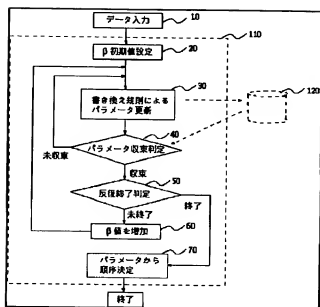 データ入力
10
110
β初期値設定
20
30
書き換え規則による
パラメータ更新
120
40
パラメータ収束判定
未収束
収束
50
反復終了判定
終了
未終了
β値を増加
60
70
パラメータから
順序決定
終了